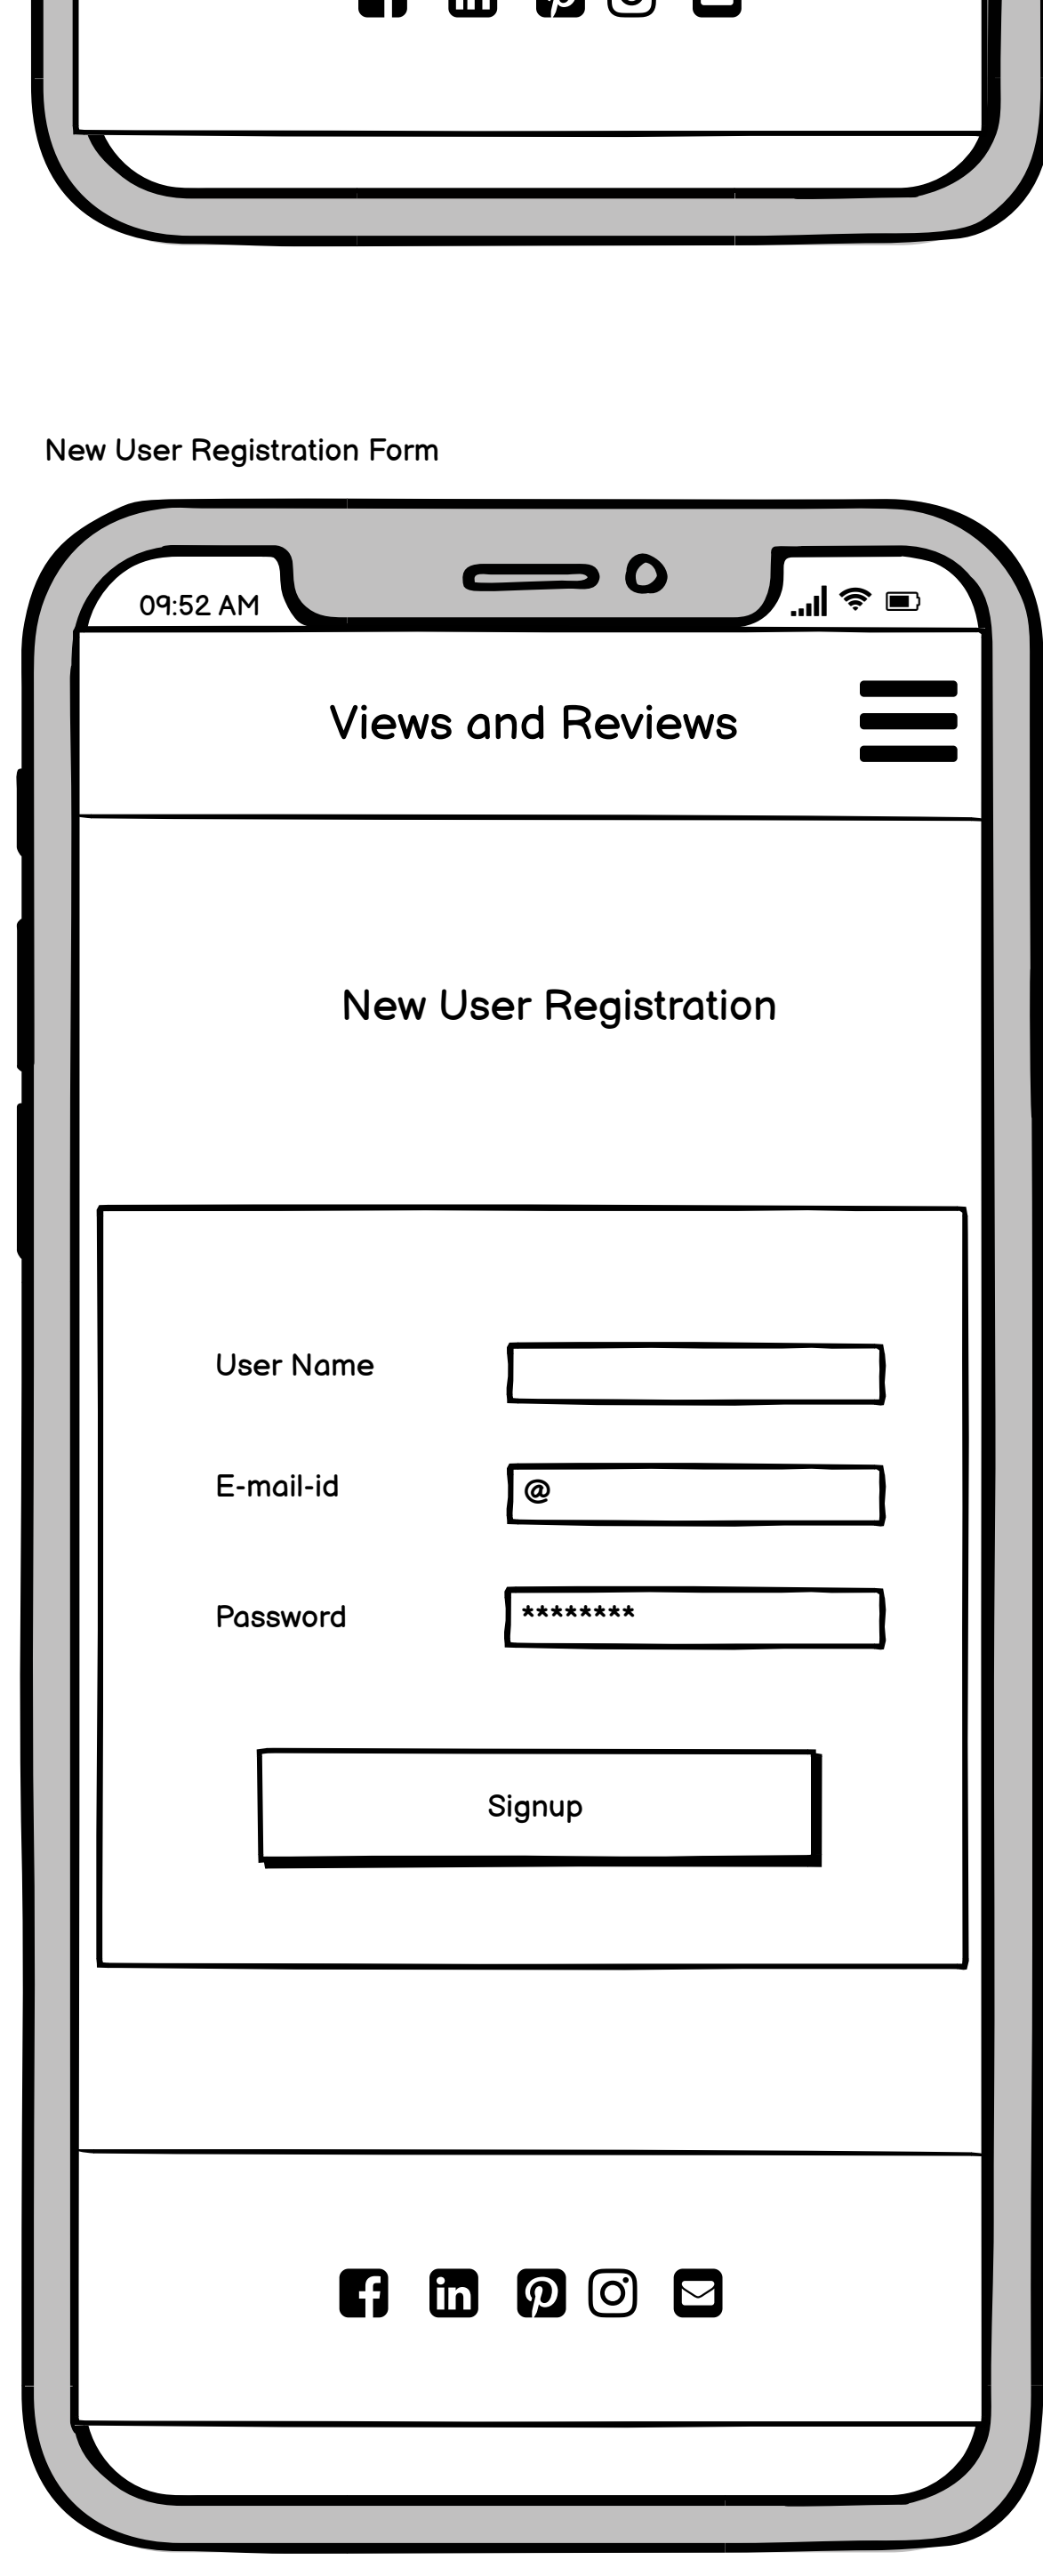 New User Registration Form
09:52 AM
Views and Reviews
New User Registration
User Name
E-mail-id
@
Password
********
Signup